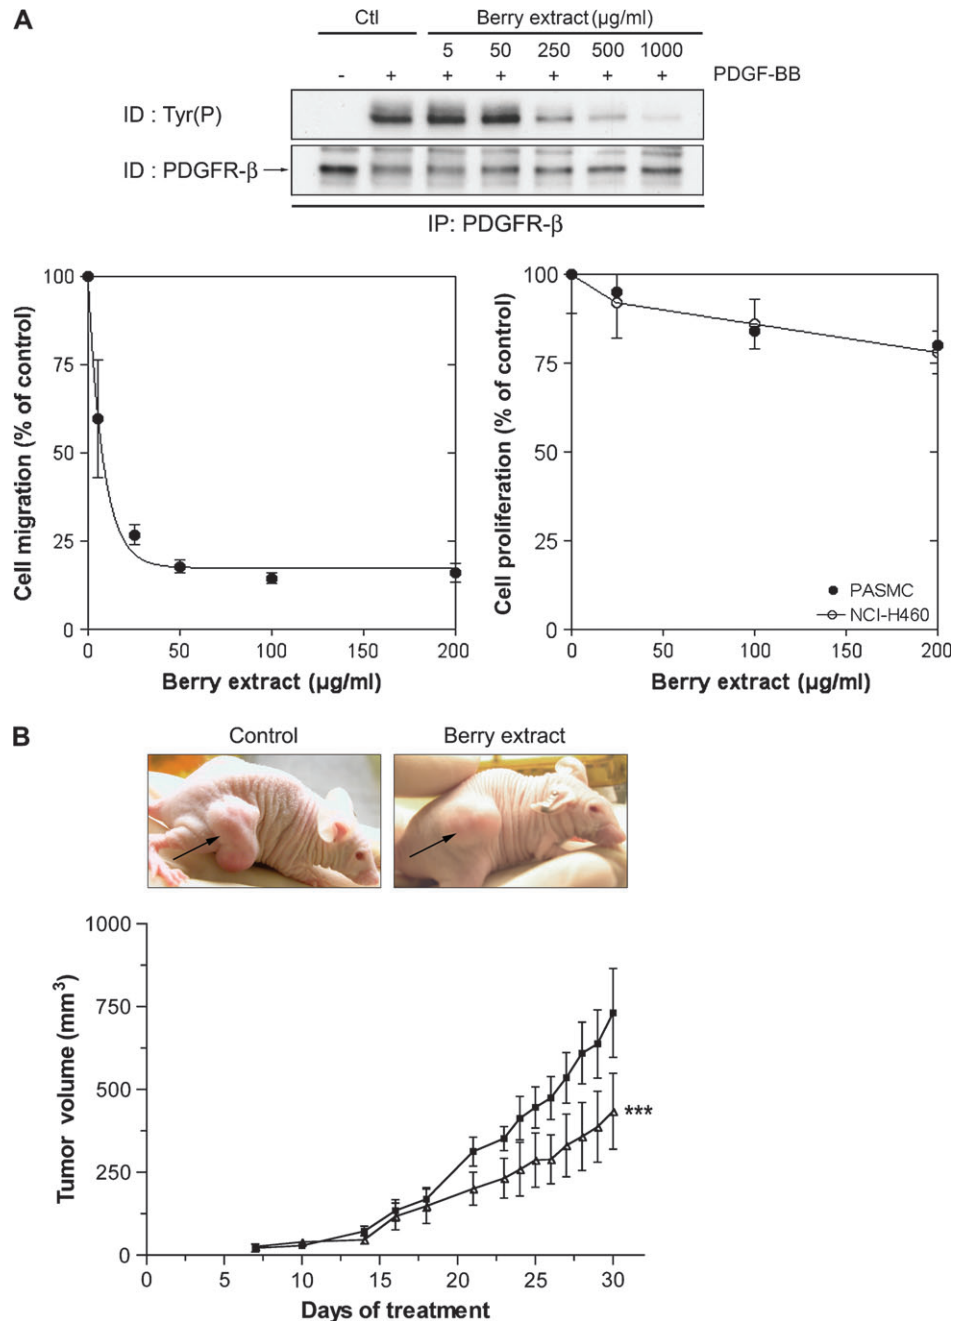 A
Ctl Berry extract (µg/ml)
5 50 250 500 1000
- + + + + + + PDGF-BB
ID : Tyr(P)
ID : PDGFR-β
IP: PDGFR-β
Cell migration (% of control)
100
75
50
25
0
0 50 100 150 200
Berry extract (µg/ml)
Cell proliferation (% of control)
100
75
50
25
0
PASMC
NCI-H460
0 50 100 150 200
Berry extract (µg/ml)
B
Control Berry extract
Tumor volume (mm³)
1000
750
500
250
0
***
0 5 10 15 20 25 30
Days of treatment